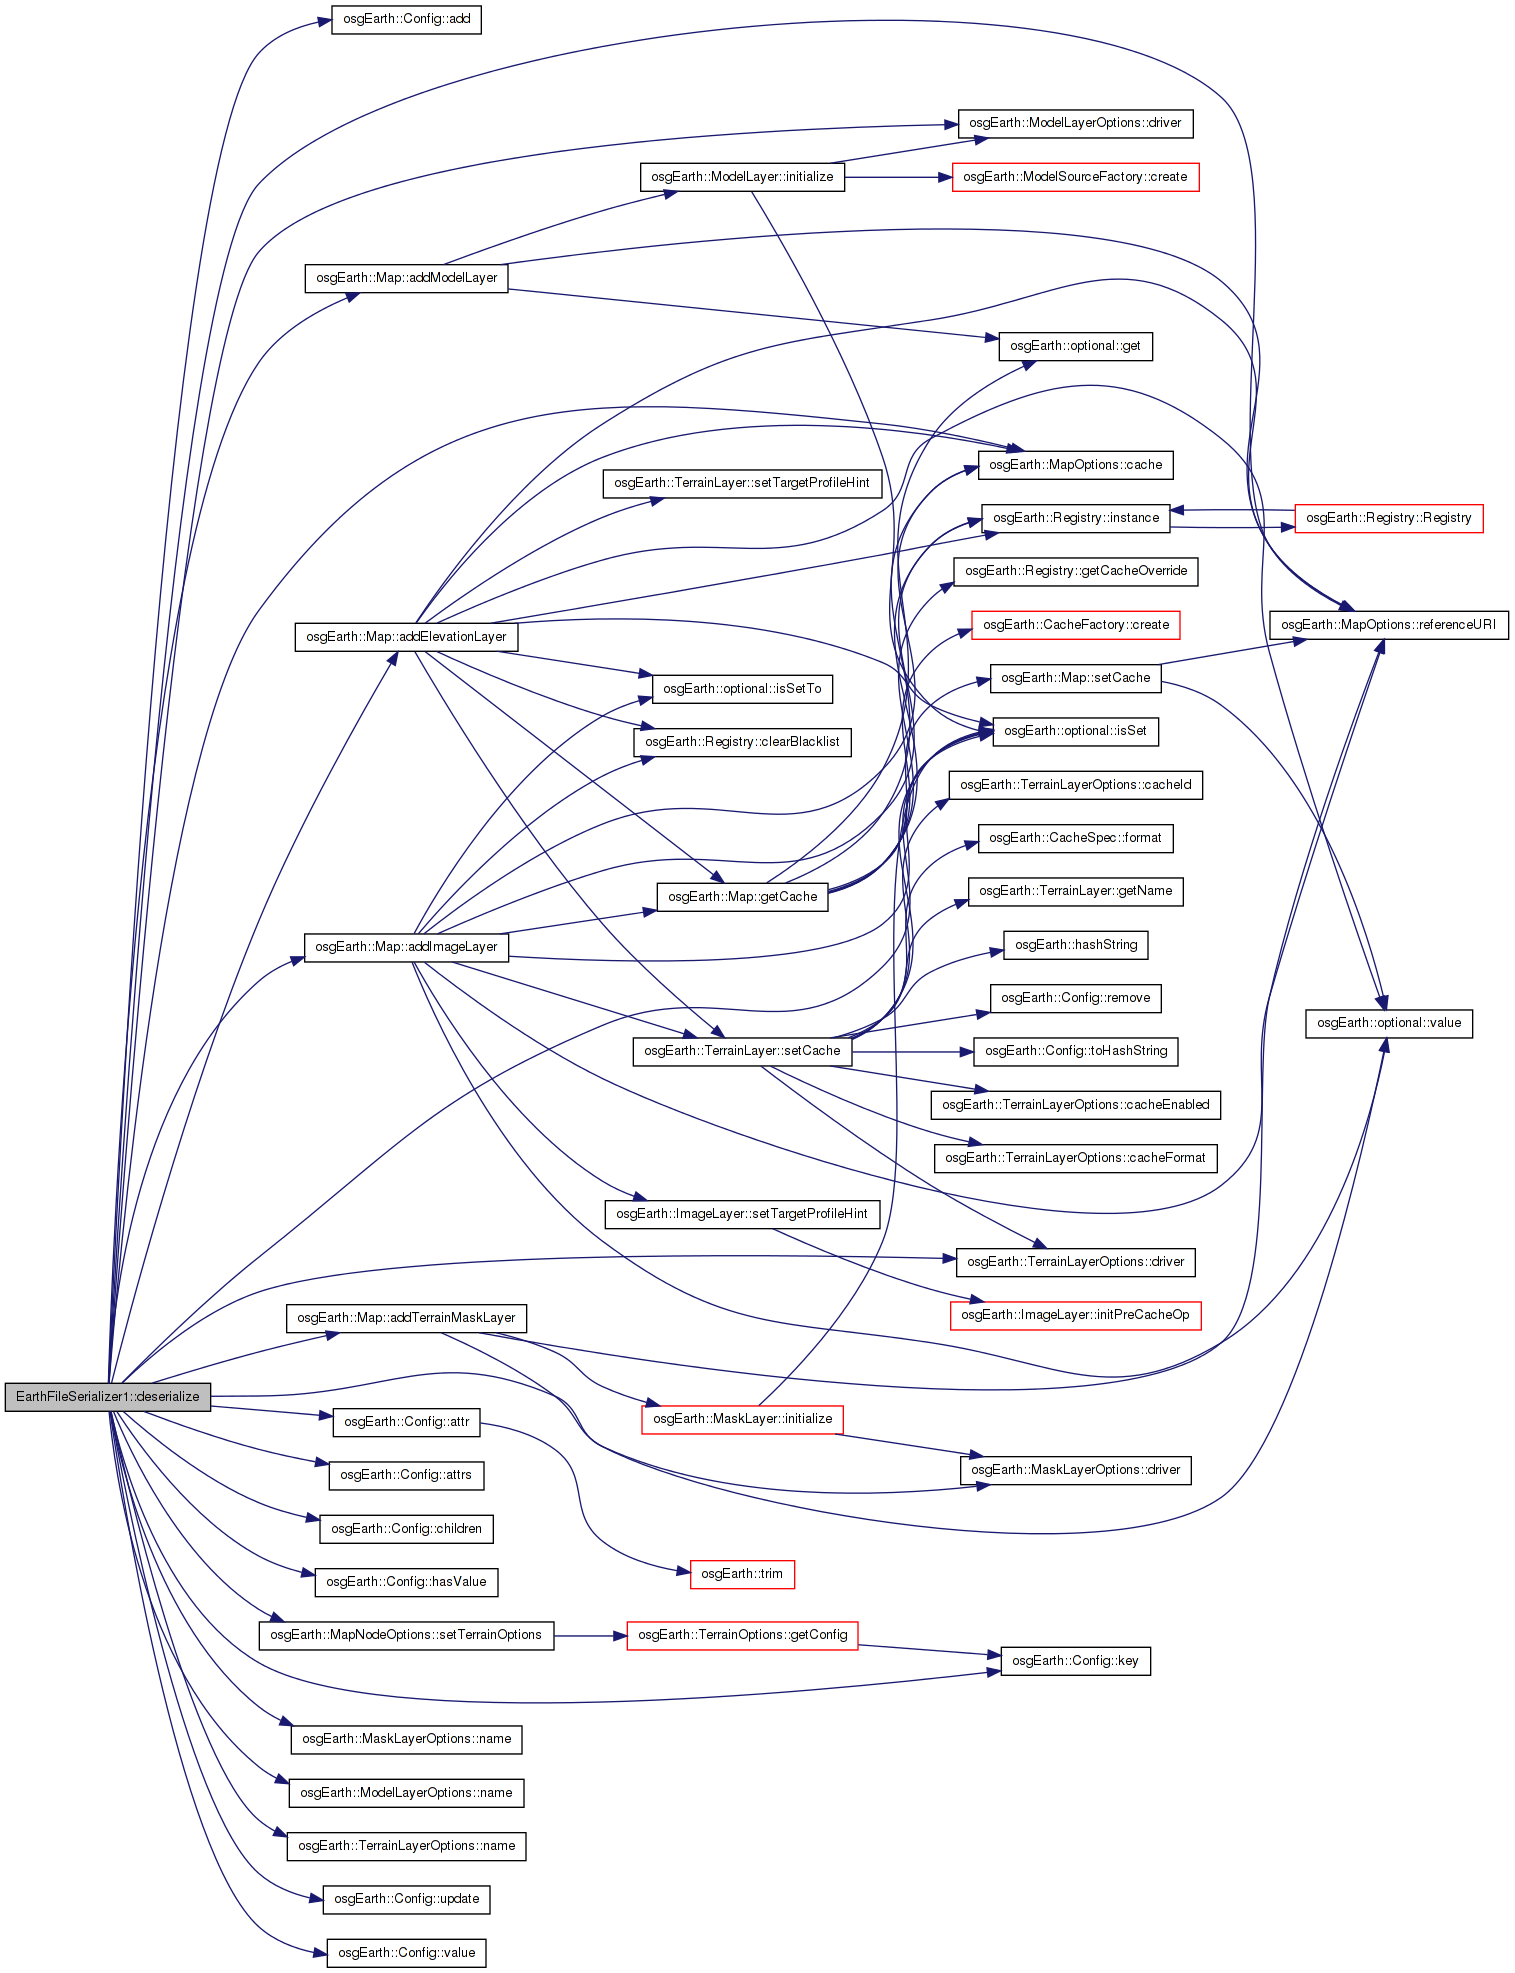 osgEarth::Config::add
osgEarth::ModelLayerOptions::driver
osgEarth::ModelLayer::initialize
osgEarth::ModelSourceFactory::create
osgEarth::Map::addModelLayer
osgEarth::optional::get
osgEarth::MapOptions::cache
osgEarth::TerrainLayer::setTargetProfileHint
osgEarth::Registry::instance
osgEarth::Registry::Registry
osgEarth::Registry::getCacheOverride
osgEarth::CacheFactory::create
osgEarth::MapOptions::referenceURI
osgEarth::Map::addElevationLayer
osgEarth::Map::setCache
osgEarth::optional::isSetTo
osgEarth::optional::isSet
osgEarth::Registry::clearBlacklist
osgEarth::TerrainLayerOptions::cacheId
osgEarth::CacheSpec::format
osgEarth::TerrainLayer::getName
osgEarth::Map::getCache
osgEarth::Map::addImageLayer
osgEarth::hashString
osgEarth::Config::remove
osgEarth::optional::value
osgEarth::TerrainLayer::setCache
osgEarth::Config::toHashString
osgEarth::TerrainLayerOptions::cacheEnabled
osgEarth::TerrainLayerOptions::cacheFormat
osgEarth::ImageLayer::setTargetProfileHint
osgEarth::TerrainLayerOptions::driver
osgEarth::ImageLayer::initPreCacheOp
osgEarth::Map::addTerrainMaskLayer
EarthFileSerializer1::deserialize
osgEarth::Config::attr
osgEarth::MaskLayer::initialize
osgEarth::MaskLayerOptions::driver
osgEarth::Config::attrs
osgEarth::Config::children
osgEarth::trim
osgEarth::Config::hasValue
osgEarth::MapNodeOptions::setTerrainOptions
osgEarth::TerrainOptions::getConfig
osgEarth::Config::key
osgEarth::MaskLayerOptions::name
osgEarth::ModelLayerOptions::name
osgEarth::TerrainLayerOptions::name
osgEarth::Config::update
osgEarth::Config::value